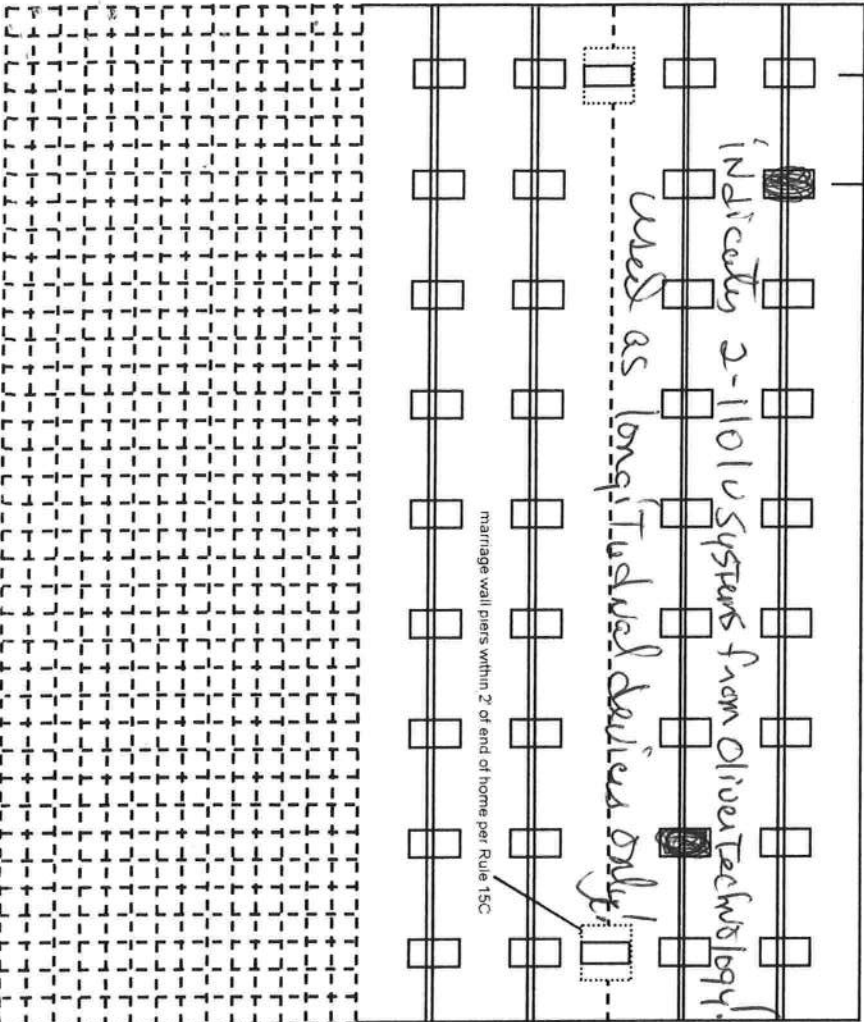 indicates 2-1101V systems from Oliver Technology!
used as longitudinal devices only!
marriage wall piers within 2' of end of home per Rule 15C